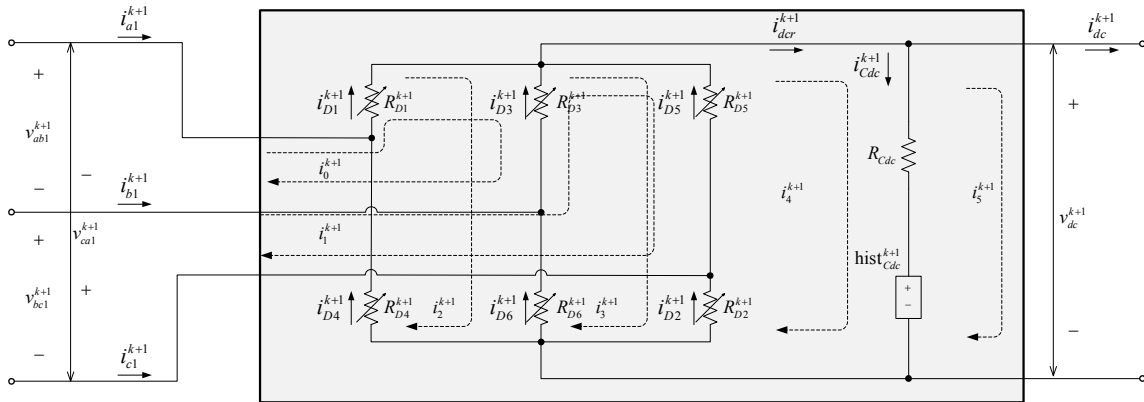 i_{a1}^{k+1}
i_{dcr}^{k+1}
i_{dc}^{k+1}
+
v_{ab1}^{k+1}
−
−
i_{b1}^{k+1}
+
v_{ca1}^{k+1}
v_{bc1}^{k+1}
+
−
i_{c1}^{k+1}
i_{D1}^{k+1}
R_{D1}^{k+1}
i_{D3}^{k+1}
R_{D3}^{k+1}
i_{D5}^{k+1}
R_{D5}^{k+1}
i_0^{k+1}
i_1^{k+1}
i_{D4}^{k+1}
R_{D4}^{k+1}
i_2^{k+1}
i_{D6}^{k+1}
R_{D6}^{k+1}
i_3^{k+1}
i_{D2}^{k+1}
R_{D2}^{k+1}
i_4^{k+1}
i_{Cdc}^{k+1}
R_{Cdc}
hist_{Cdc}^{k+1}
+
−
i_5^{k+1}
+
v_{dc}^{k+1}
−